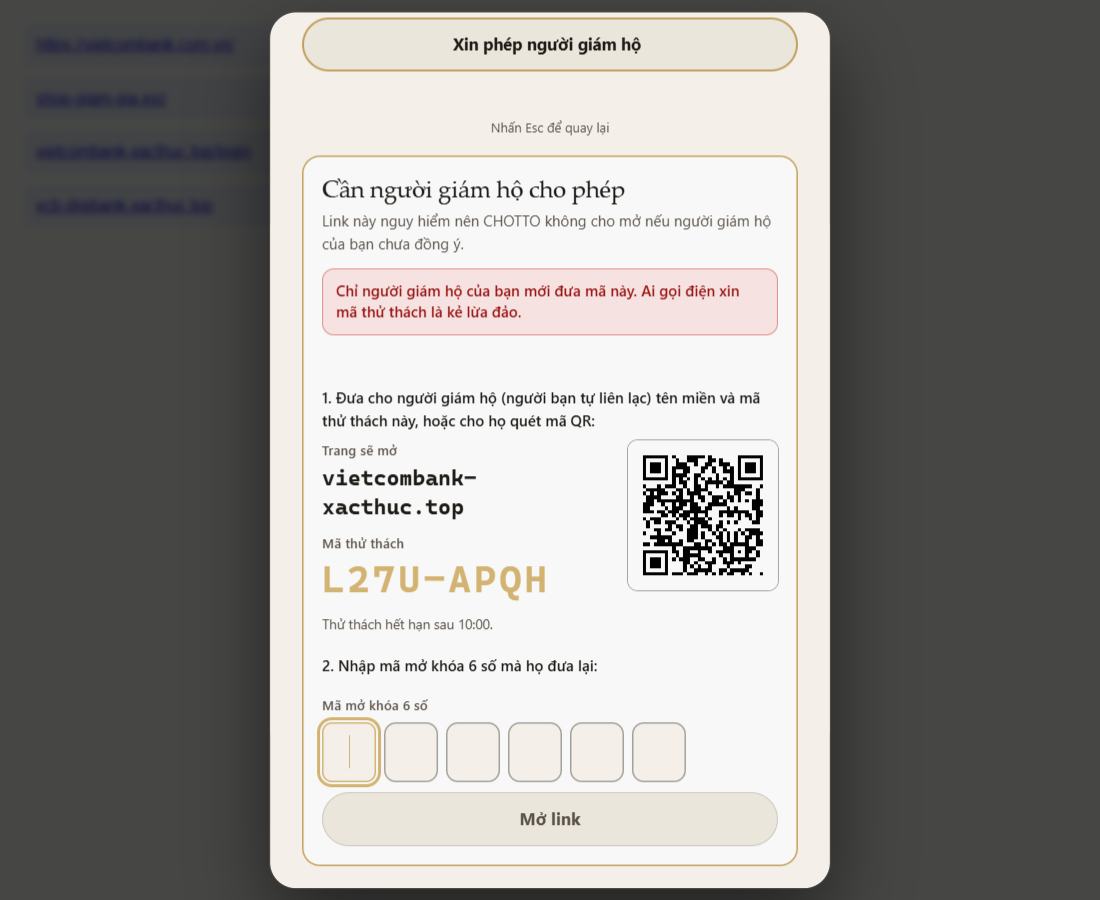 Xin phép người giám hộ
Nhấn Esc để quay lại
Cần người giám hộ cho phép
Link này nguy hiểm nên CHOTTO không cho mở nếu người giám hộ
của bạn chưa đồng ý.
Chỉ người giám hộ của bạn mới đưa mã này. Ai gọi điện xin
mã thử thách là kẻ lừa đảo.
1. Đưa cho người giám hộ (người bạn tự liên lạc) tên miền và mã
thử thách này, hoặc cho họ quét mã QR:
Trang sẽ mở
vietcombank-
xacthuc.top
Mã thử thách
L27U-APQH
Thử thách hết hạn sau 10:00.
2. Nhập mã mở khóa 6 số mà họ đưa lại:
Mã mở khóa 6 số
Mở link